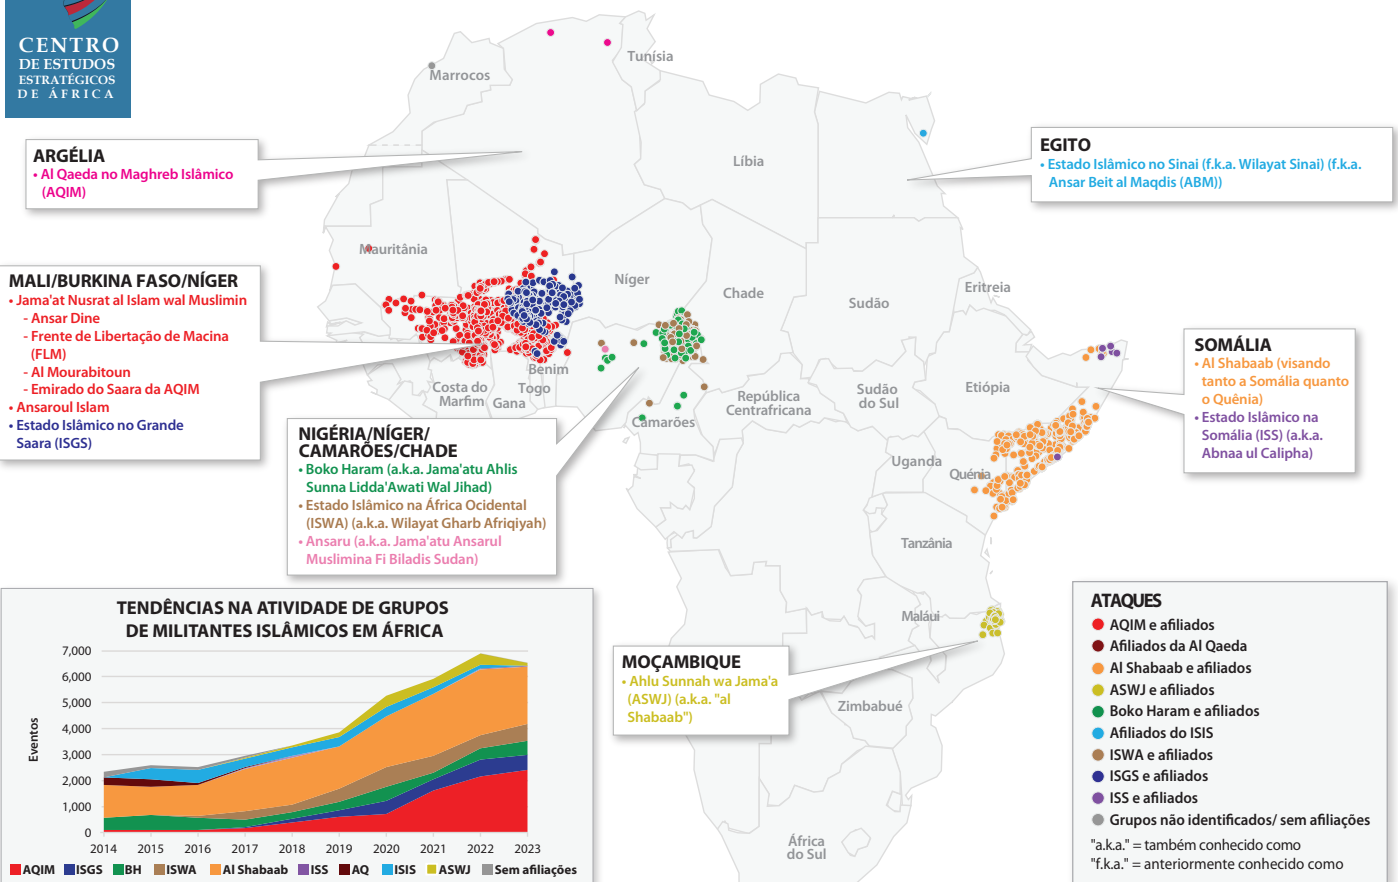 CENTRO
DE ESTUDOS
ESTRATÉGICOS
DE ÁFRICA
Tunísia
Marrocos
Líbia
Mauritânia
Níger
Chade
Sudão
Eritreia
Costa do
Marfim
Gana
Togo
Benim
Camarões
República
Centrafricana
Sudão
do Sul
Etiópia
Uganda
Quénia
Tanzânia
Maláui
Zimbabué
África
do Sul
ARGÉLIA
• Al Qaeda no Maghreb Islâmico
(AQIM)
EGITO
• Estado Islâmico no Sinai (f.k.a. Wilayat Sinai) (f.k.a.
Ansar Beit al Maqdis (ABM))
MALI/BURKINA FASO/NÍGER
• Jama'at Nusrat al Islam wal Muslimin
- Ansar Dine
- Frente de Libertação de Macina
(FLM)
- Al Mourabitoun
- Emirado do Saara da AQIM
• Ansaroul Islam
• Estado Islâmico no Grande
Saara (ISGS)
NIGÉRIA/NÍGER/
CAMARÕES/CHADE
• Boko Haram (a.k.a. Jama'atu Ahlis
Sunna Lidda'Awati Wal Jihad)
• Estado Islâmico na África Ocidental
(ISWA) (a.k.a. Wilayat Gharb Afriqiyah)
• Ansaru (a.k.a. Jama'atu Ansarul
Muslimina Fi Biladis Sudan)
SOMÁLIA
• Al Shabaab (visando
tanto a Somália quanto
o Quênia)
• Estado Islâmico na
Somália (ISS) (a.k.a.
Abnaa ul Calipha)
MOÇAMBIQUE
• Ahlu Sunnah wa Jama'a
(ASWJ) (a.k.a. "al
Shabaab")
TENDÊNCIAS NA ATIVIDADE DE GRUPOS
DE MILITANTES ISLÂMICOS EM ÁFRICA
Eventos
7,000
6,000
5,000
4,000
3,000
2,000
1,000
0
2014 2015 2016 2017 2018 2019 2020 2021 2022 2023
AQIM ISGS BH ISWA Al Shabaab ISS AQ ISIS ASWJ Sem afiliações
ATAQUES
AQIM e afiliados
Afiliados da Al Qaeda
Al Shabaab e afiliados
ASWJ e afiliados
Boko Haram e afiliados
Afiliados do ISIS
ISWA e afiliados
ISGS e afiliados
ISS e afiliados
Grupos não identificados/ sem afiliações
"a.k.a." = também conhecido como
"f.k.a." = anteriormente conhecido como